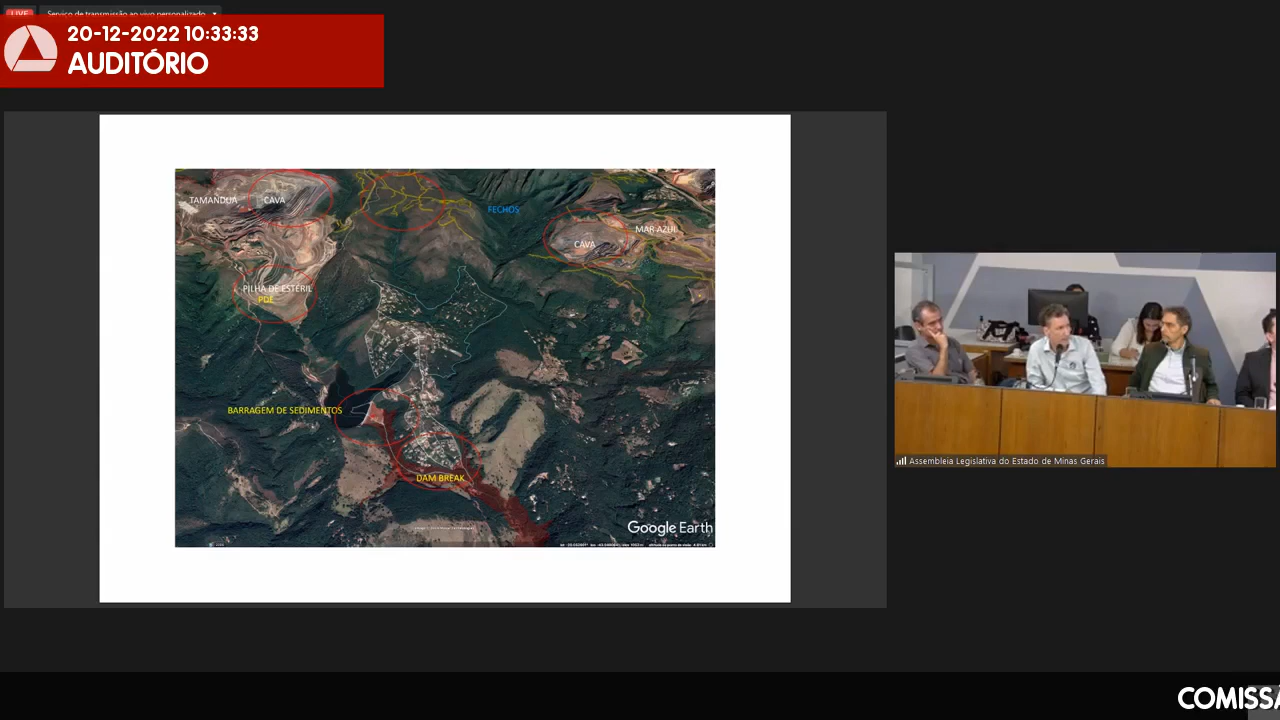 LIVE
Serviço de transmissão ao vivo personalizado
20-12-2022 10:33:33
AUDITÓRIO
TAMANDUA
CAVA
FECHOS
MAR AZUL
CAVA
PILHA DE ESTÉRIL
PDE
BARRAGEM DE SEDIMENTOS
DAM BREAK
Google Earth
Assembleia Legislativa do Estado de Minas Gerais
COMISSÃ